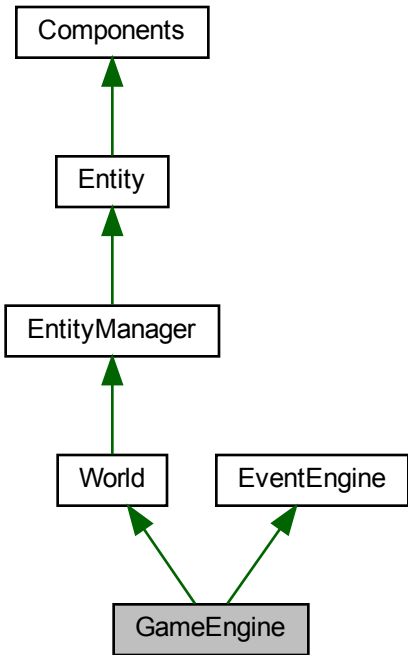 Components
Entity
EntityManager
World
EventEngine
GameEngine